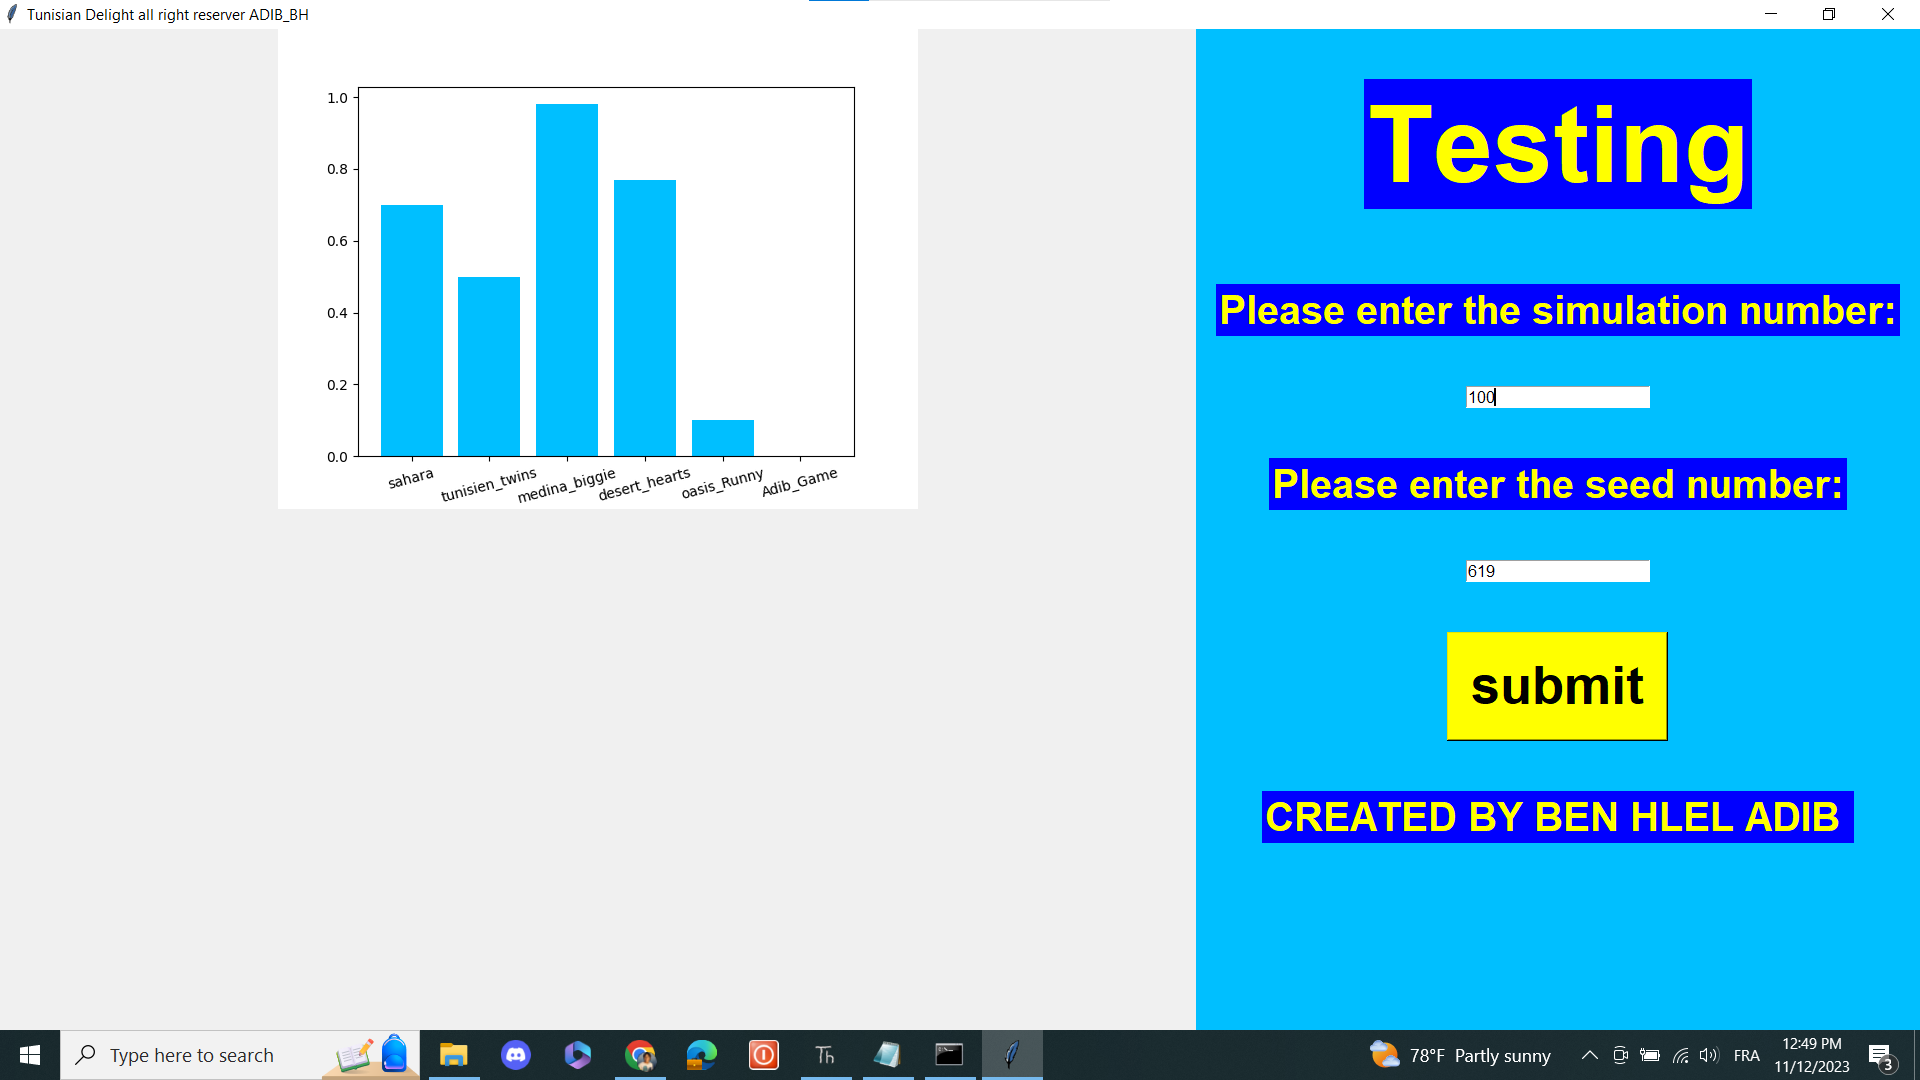 Tunisian Delight all right reserver ADIB_BH
1.0
0.8
0.6
0.4
0.2
0.0
sahara
tunisien_twins
medina_biggie
desert_hearts
oasis_Runny
Adib_Game
Testing
Please enter the simulation number:
100
Please enter the seed number:
619
submit
CREATED BY BEN HLEL ADIB
Type here to search
Th
78°F Partly sunny
FRA
12:49 PM
11/12/2023
3